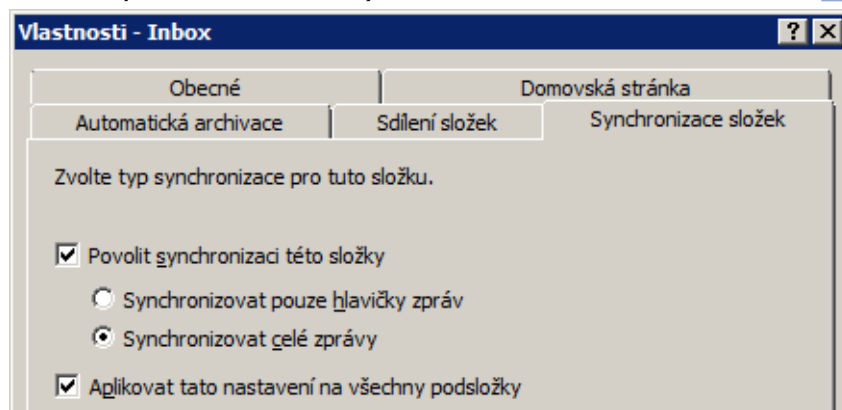 Vlastnosti - Inbox
Obecné Domovská stránka
Automatická archivace Sdílení složek Synchronizace složek
Zvolte typ synchronizace pro tuto složku.
Povolit synchronizaci této složky
Synchronizovat pouze hlavičky zpráv
Synchronizovat celé zprávy
Aplikovat tato nastavení na všechny podsložky